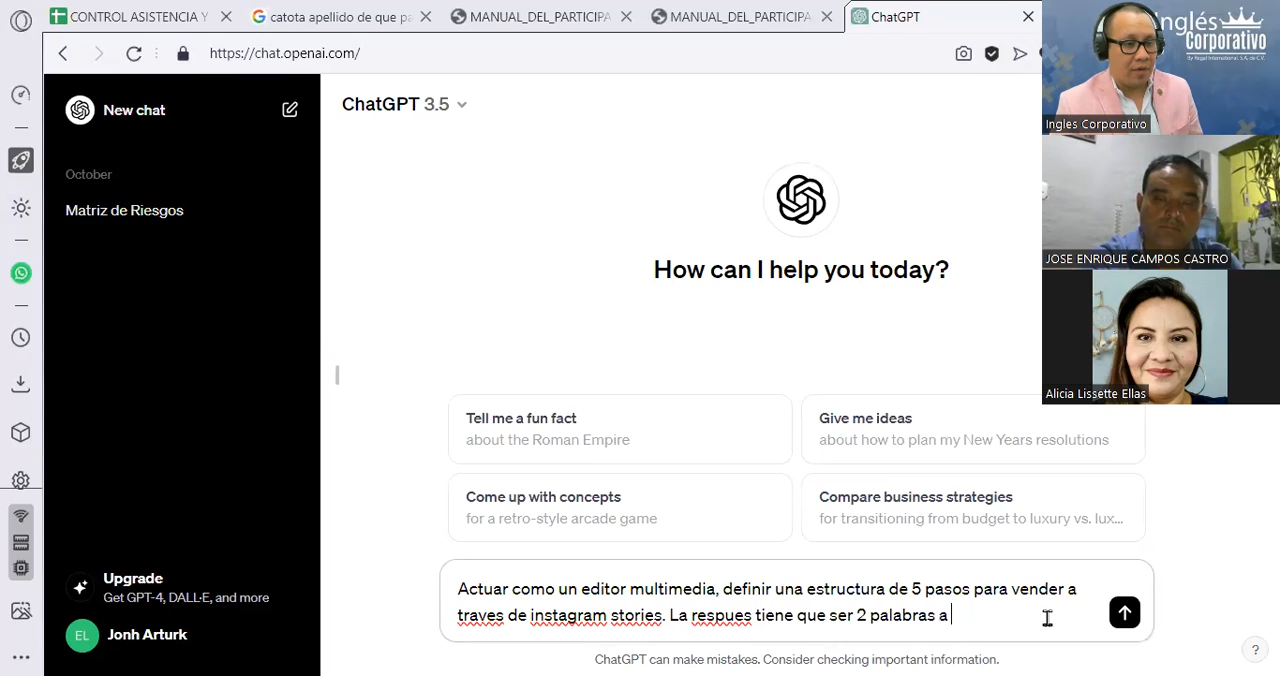 CONTROL ASISTENCIA Y
catota apellido de que pa
MANUAL_DEL_PARTICIPA
MANUAL_DEL_PARTICIPA
ChatGPT
https://chat.openai.com/
New chat
October
Matriz de Riesgos
ChatGPT 3.5
How can I help you today?
Tell me a fun fact
about the Roman Empire
Give me ideas
about how to plan my New Years resolutions
Come up with concepts
for a retro-style arcade game
Compare business strategies
for transitioning from budget to luxury vs. lux...
Actuar como un editor multimedia, definir una estructura de 5 pasos para vender a
traves de instagram stories. La respues tiene que ser 2 palabras a
ChatGPT can make mistakes. Consider checking important information.
?
Upgrade
Get GPT-4, DALL·E, and more
EL
Jonh Arturk
Inglés
Corporativo
By Regal International, S.A. de C.V.
Ingles Corporativo
JOSE ENRIQUE CAMPOS CASTRO
Alicia Lissette Ellas